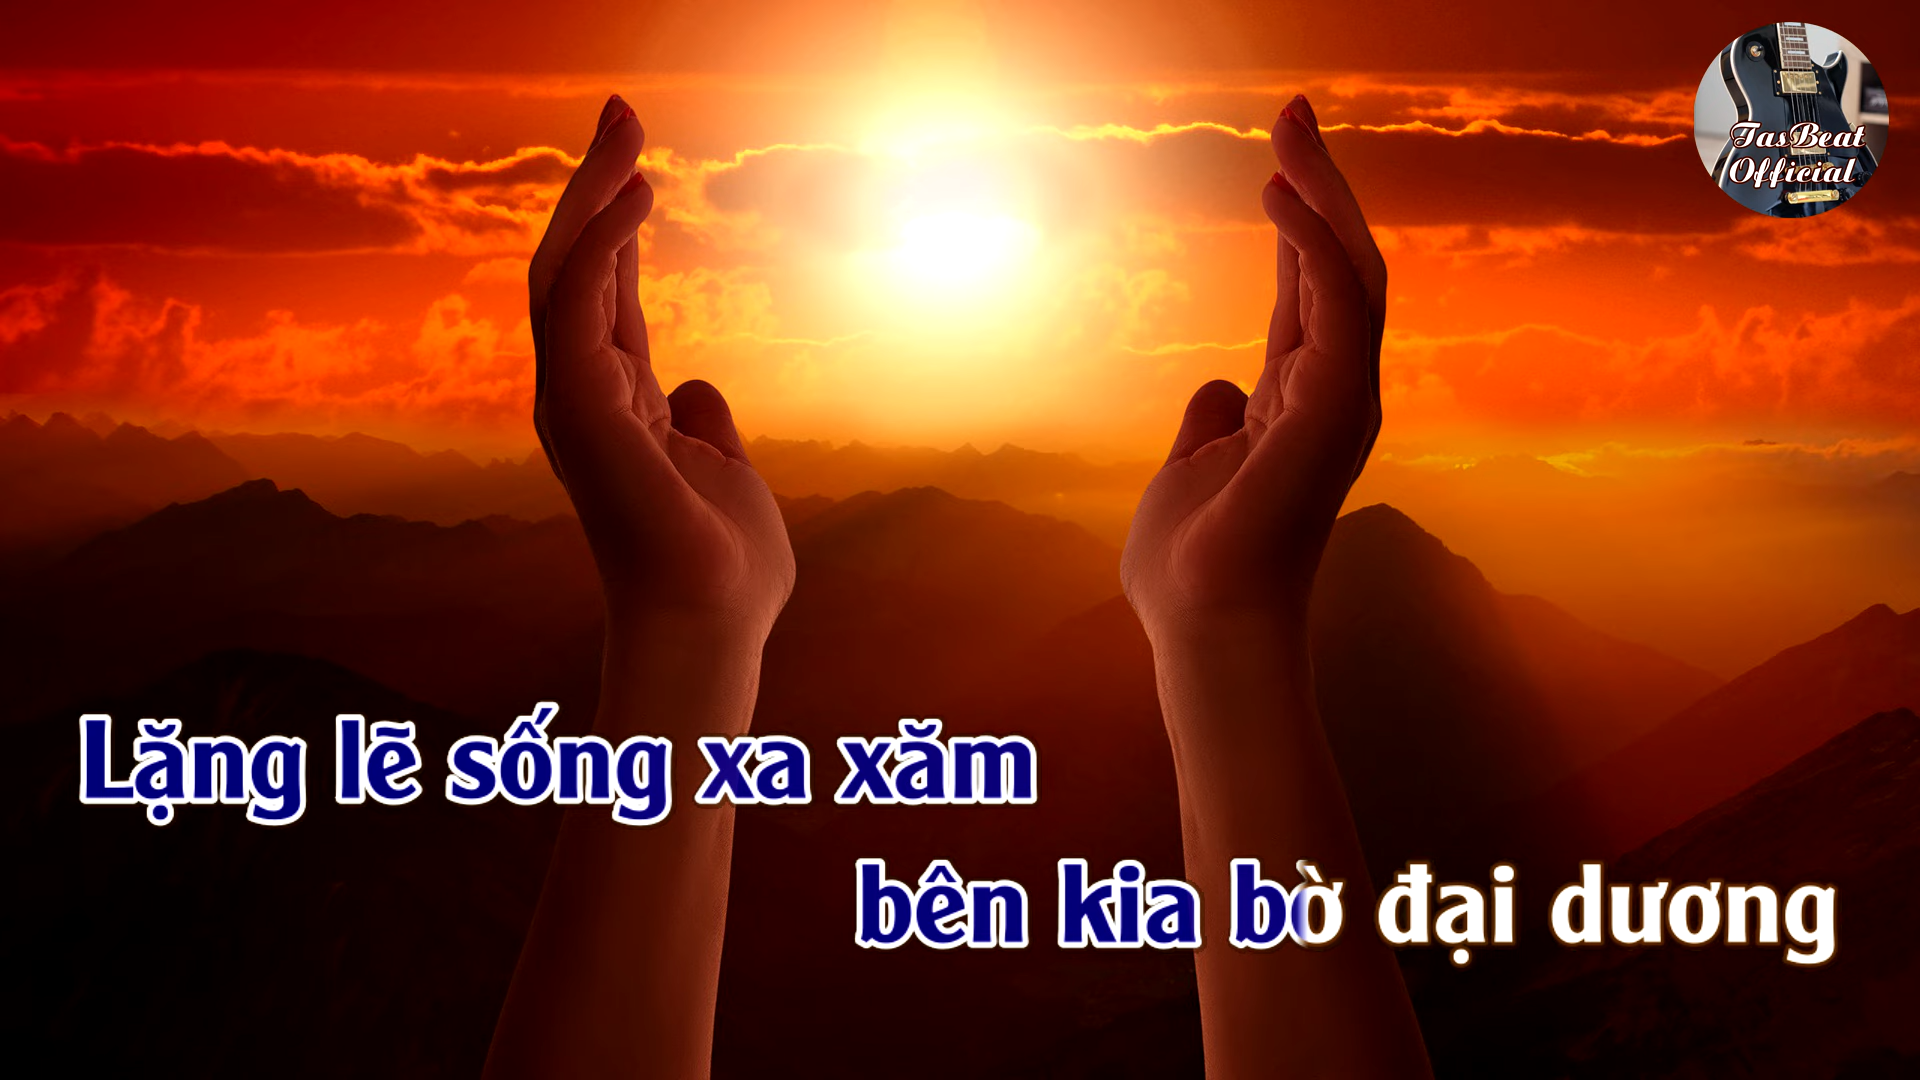 TasBeat
Official
Lặng lẽ sống xa xăm
bên kia bờ đại dương